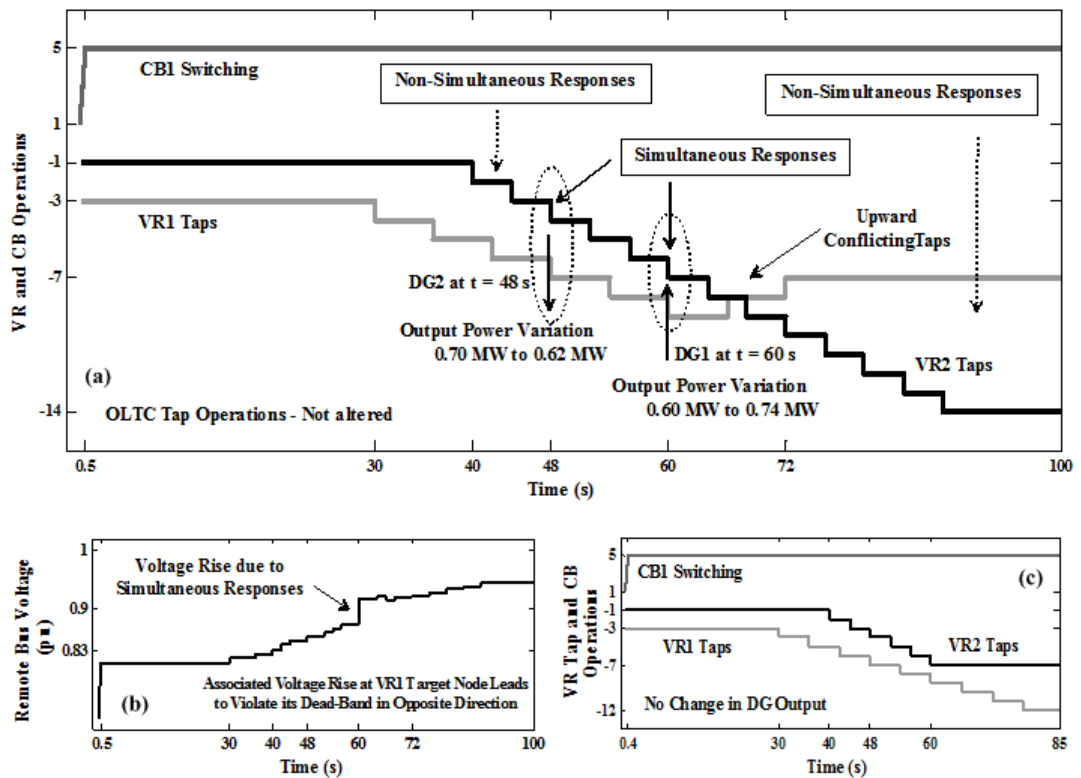 5
1
-1
-3
-7
-14
VR and CB Operations
CB1 Switching
Non-Simultaneous Responses
Non-Simultaneous Responses
Simultaneous Responses
VR1 Taps
Upward
ConflictingTaps
DG2 at t = 48 s
Output Power Variation
0.70 MW to 0.62 MW
DG1 at t = 60 s
Output Power Variation
0.60 MW to 0.74 MW
VR2 Taps
(a)
OLTC Tap Operations - Not altered
0.5
30
40
48
60
72
100
Time (s)
1
0.9
0.83
Remote Bus Voltage
(pu)
Voltage Rise due to
Simultaneous Responses
Associated Voltage Rise at VR1 Target Node Leads
to Violate its Dead-Band in Opposite Direction
(b)
0.5
30
40
48
60
72
100
Time (s)
5
1
-1
-3
-7
-12
VR Tap and CB
Operations
CB1 Switching
(c)
VR1 Taps
VR2 Taps
No Change in DG Output
0.4
30
40
48
60
85
Time (s)